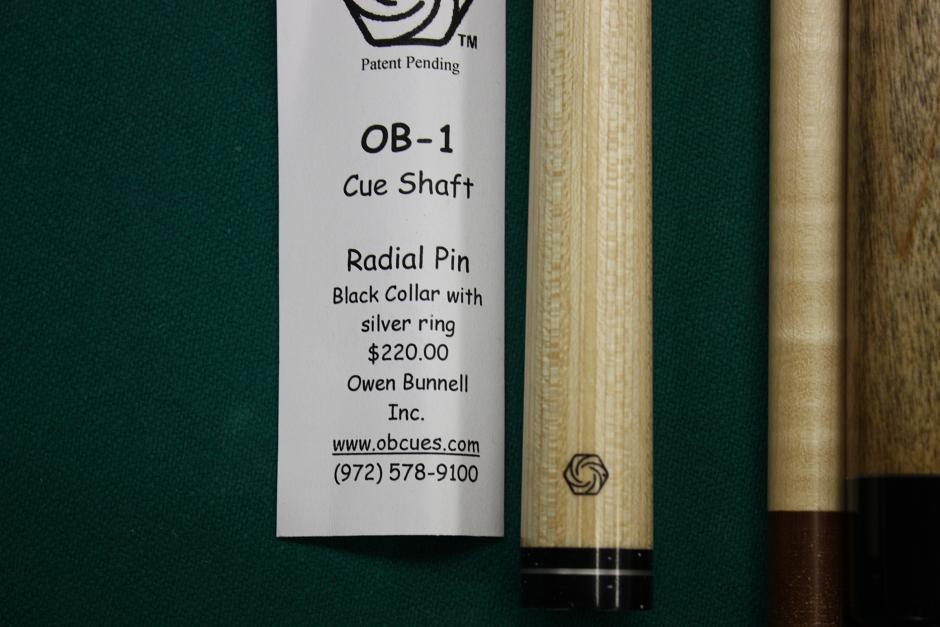 TM
Patent Pending
OB-1
Cue Shaft
Radial Pin
Black Collar with
silver ring
$220.00
Owen Bunnell
Inc.
www.obcues.com
(972) 578-9100